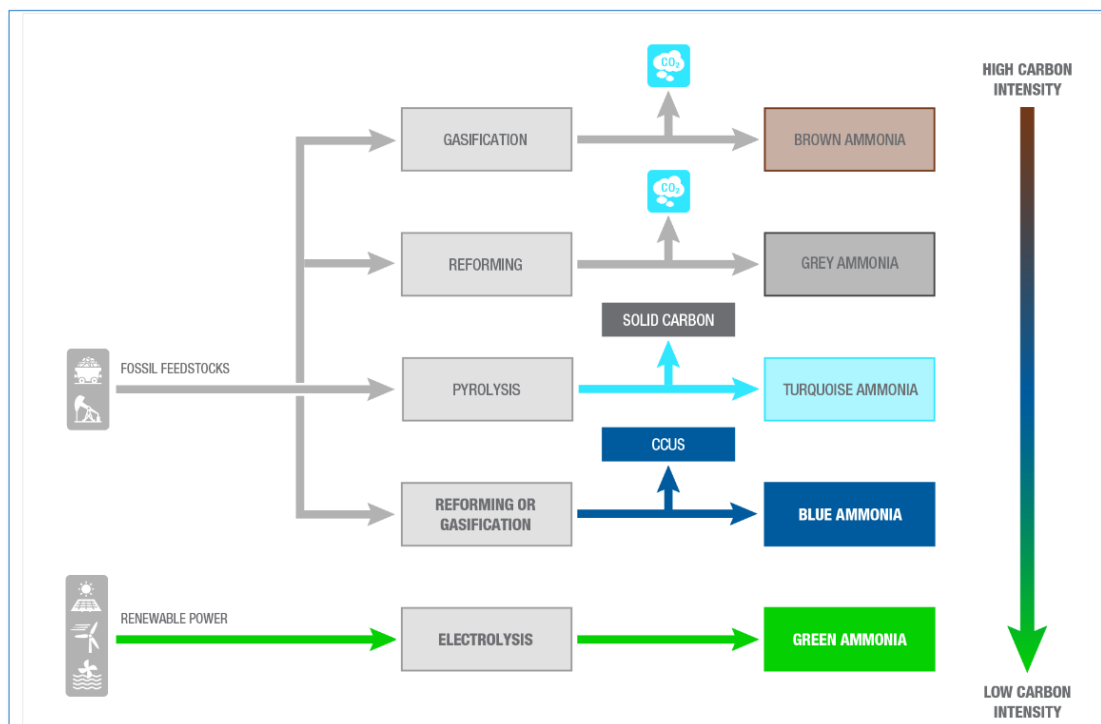 CO₂
HIGH CARBON
INTENSITY
GASIFICATION
BROWN AMMONIA
CO₂
REFORMING
GREY AMMONIA
SOLID CARBON
FOSSIL FEEDSTOCKS
PYROLYSIS
TURQUOISE AMMONIA
CCUS
REFORMING OR
GASIFICATION
BLUE AMMONIA
RENEWABLE POWER
ELECTROLYSIS
GREEN AMMONIA
LOW CARBON
INTENSITY